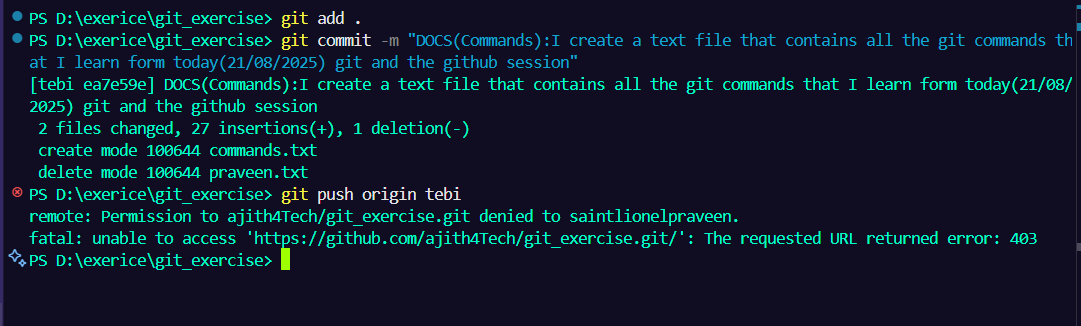 PS D:\exerice\git_exercise> git add .
PS D:\exerice\git_exercise> git commit -m "DOCS(Commands):I create a text file that contains all the git commands th
at I learn form today(21/08/2025) git and the github session"
[tebi ea7e59e] DOCS(Commands):I create a text file that contains all the git commands that I learn form today(21/08/
2025) git and the github session
 2 files changed, 27 insertions(+), 1 deletion(-)
 create mode 100644 commands.txt
 delete mode 100644 praveen.txt
PS D:\exerice\git_exercise> git push origin tebi
remote: Permission to ajith4Tech/git_exercise.git denied to saintlionelpraveen.
fatal: unable to access 'https://github.com/ajith4Tech/git_exercise.git/': The requested URL returned error: 403
PS D:\exerice\git_exercise>